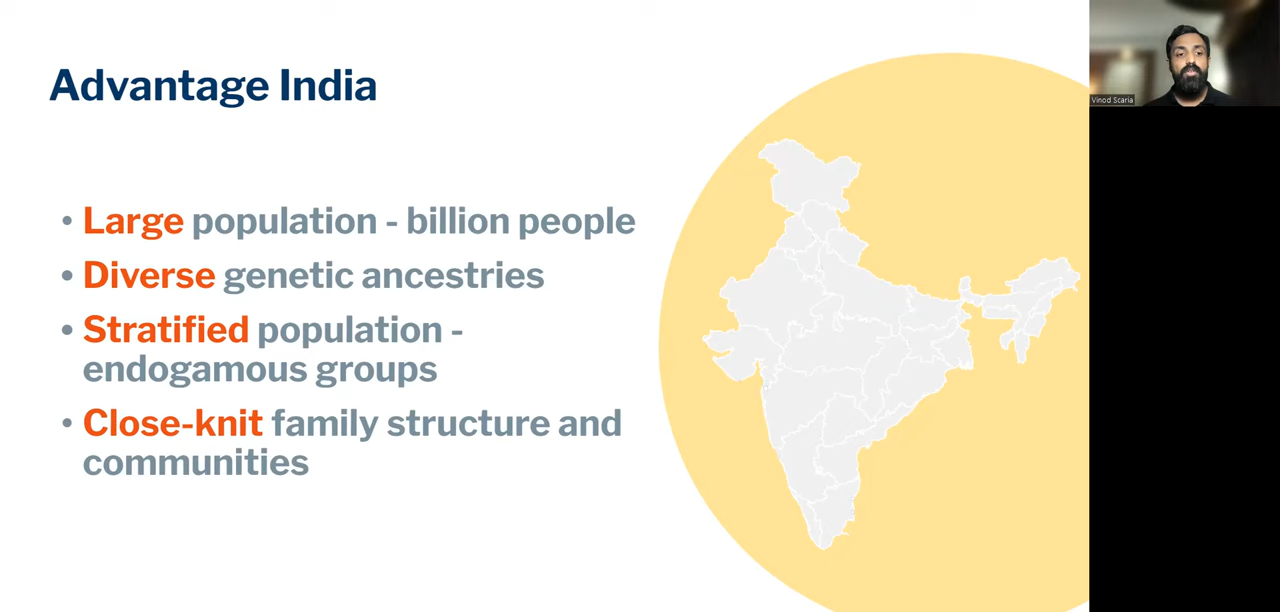 Advantage India
• Large population - billion people
• Diverse genetic ancestries
• Stratified population -
endogamous groups
• Close-knit family structure and
communities
Vinod Scaria